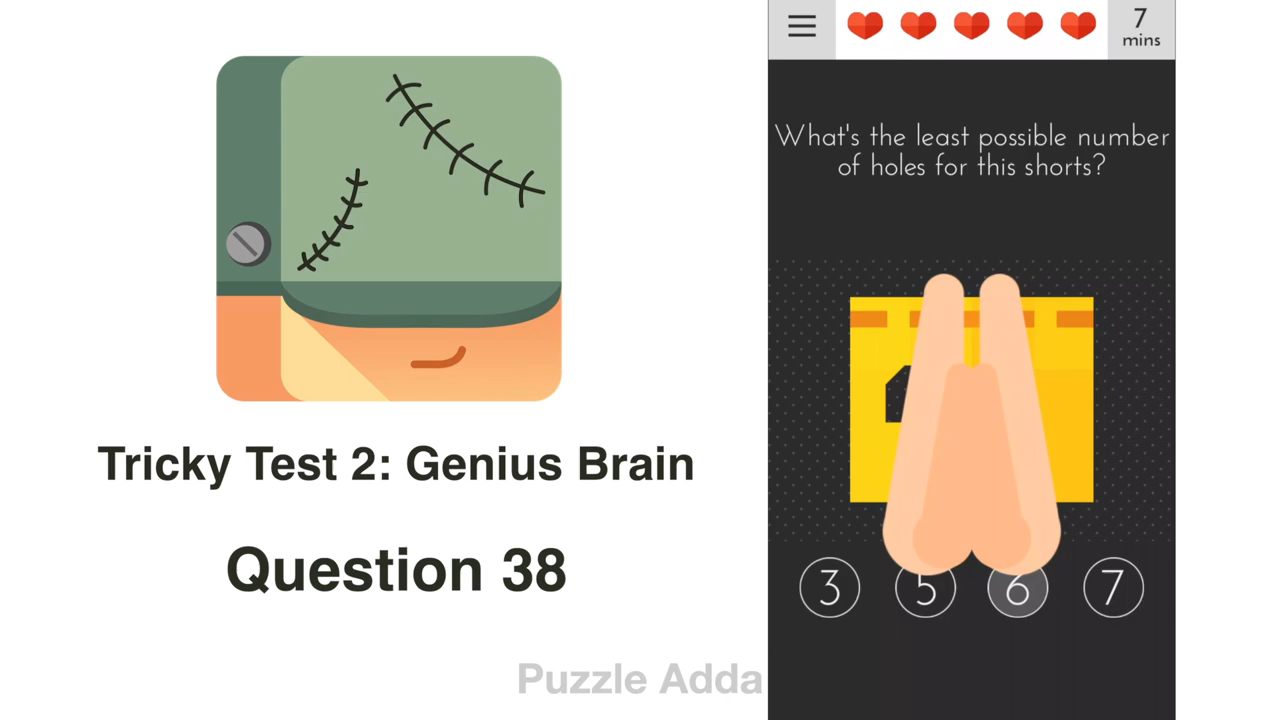 Tricky Test 2: Genius Brain
Question 38
7
mins
What's the least possible number
of holes for this shorts?
3 5 6 7
Puzzle Adda